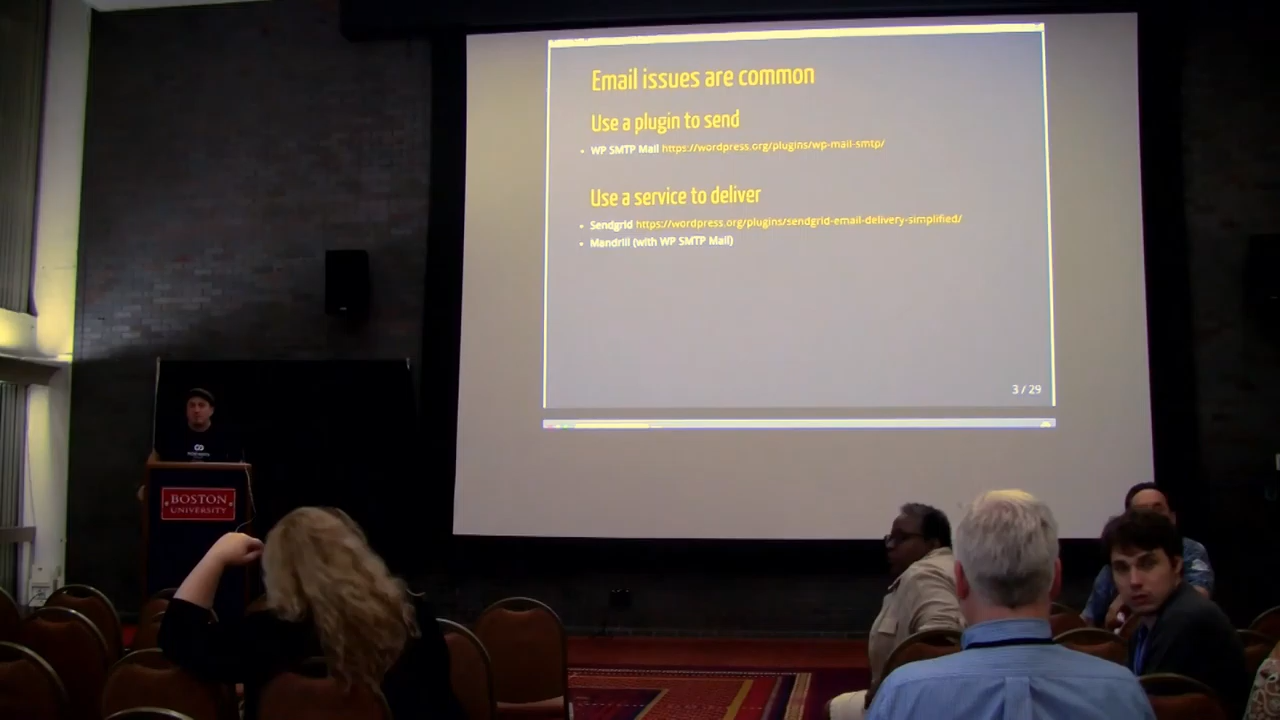 Email issues are common
Use a plugin to send
• WP SMTP Mail https://wordpress.org/plugins/wp-mail-smtp/
Use a service to deliver
• Sendgrid https://wordpress.org/plugins/sendgrid-email-delivery-simplified/
• Mandrill (with WP SMTP Mail)
3 / 29
BOSTON
UNIVERSITY